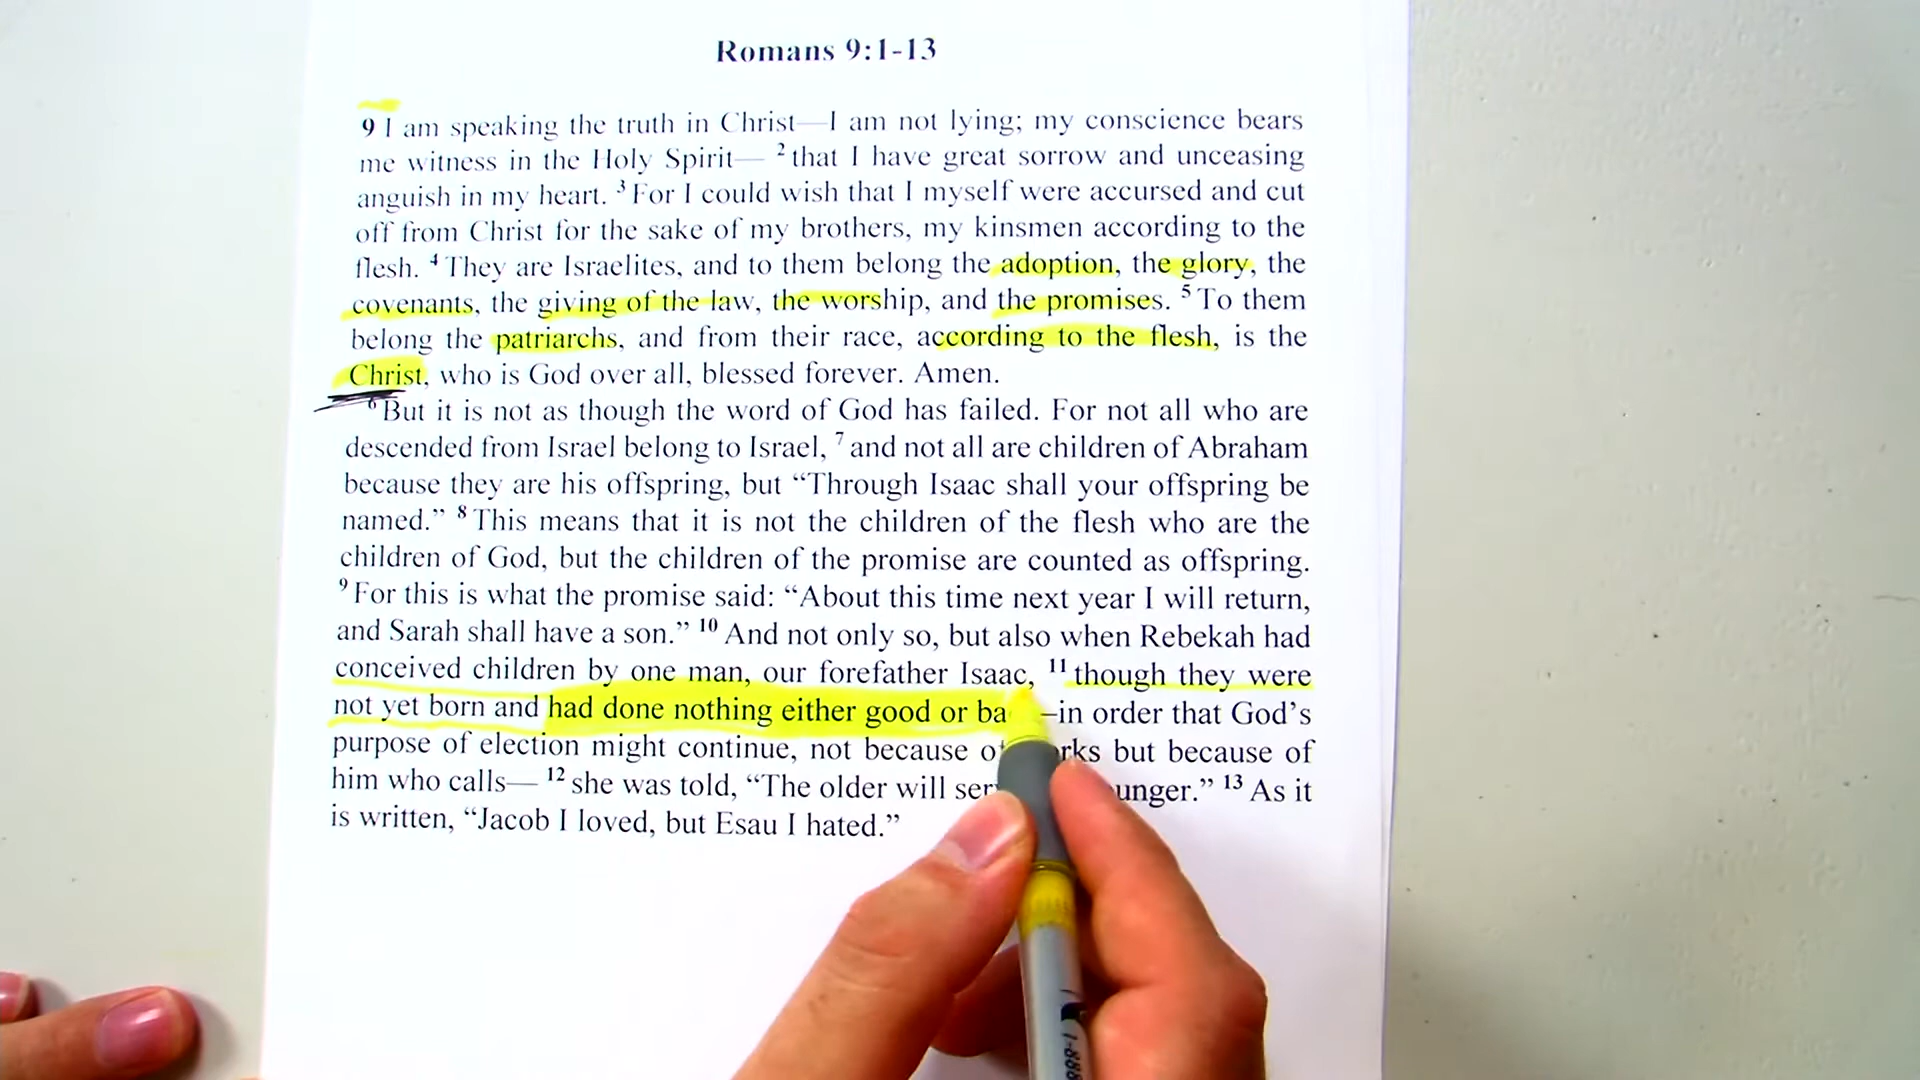 Romans 9:1-13
9 I am speaking the truth in Christ—I am not lying; my conscience bears
me witness in the Holy Spirit— 2 that I have great sorrow and unceasing
anguish in my heart. 3 For I could wish that I myself were accursed and cut
off from Christ for the sake of my brothers, my kinsmen according to the
flesh. 4 They are Israelites, and to them belong the adoption, the glory, the
covenants, the giving of the law, the worship, and the promises. 5 To them
belong the patriarchs, and from their race, according to the flesh, is the
Christ, who is God over all, blessed forever. Amen.
6 But it is not as though the word of God has failed. For not all who are
descended from Israel belong to Israel, 7 and not all are children of Abraham
because they are his offspring, but “Through Isaac shall your offspring be
named.” 8 This means that it is not the children of the flesh who are the
children of God, but the children of the promise are counted as offspring.
9 For this is what the promise said: “About this time next year I will return,
and Sarah shall have a son.” 10 And not only so, but also when Rebekah had
conceived children by one man, our forefather Isaac, 11 though they were
not yet born and had done nothing either good or ba —in order that God’s
purpose of election might continue, not because o rks but because of
him who calls— 12 she was told, “The older will ser unger.” 13 As it
is written, “Jacob I loved, but Esau I hated.”
1-888